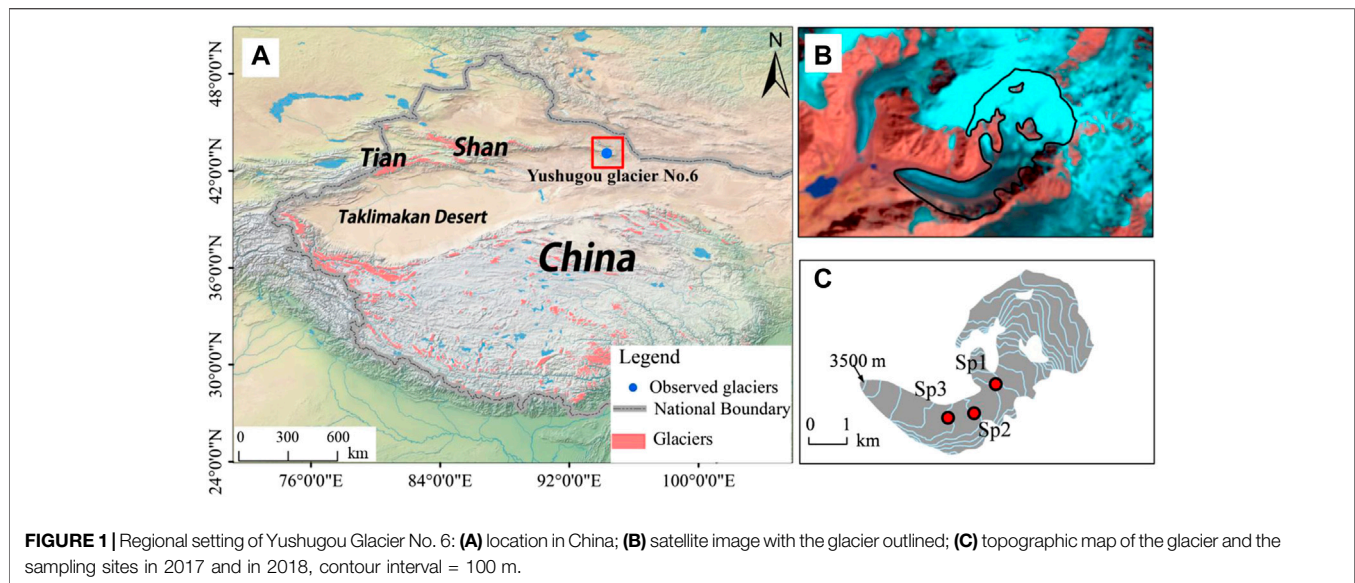 A
N
48°0'0"N
42°0'0"N
36°0'0"N
30°0'0"N
24°0'0"N
Tian Shan
Yushugou glacier No.6
Taklimakan Desert
China
Legend
Observed glaciers
National Boundary
Glaciers
0 300 600
km
76°0'0"E 84°0'0"E 92°0'0"E 100°0'0"E
B
C
3500 m
Sp1
Sp3
Sp2
0 1
km
FIGURE 1 | Regional setting of Yushugou Glacier No. 6: (A) location in China; (B) satellite image with the glacier outlined; (C) topographic map of the glacier and the
sampling sites in 2017 and in 2018, contour interval = 100 m.